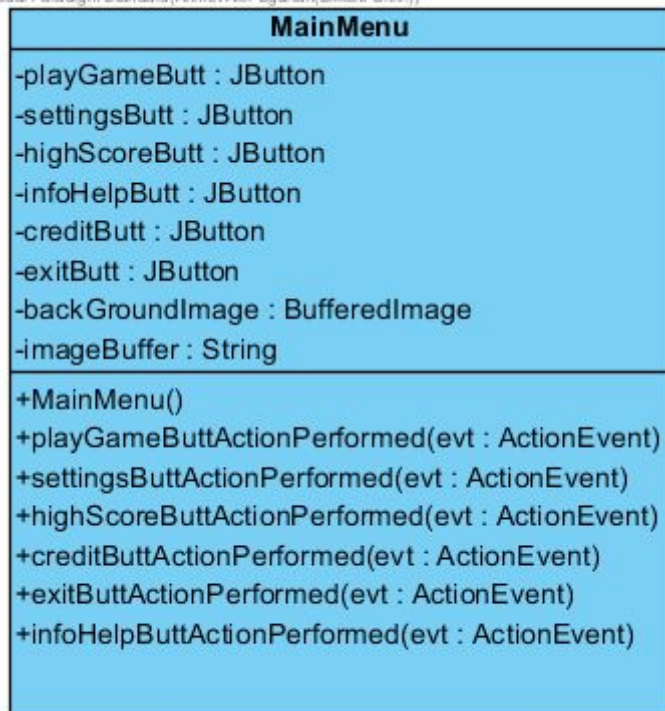 MainMenu
-playGameButt : JButton
-settingsButt : JButton
-highScoreButt : JButton
-infoHelpButt : JButton
-creditButt : JButton
-exitButt : JButton
-backGroundImage : BufferedImage
-imageBuffer : String
+MainMenu()
+playGameButtActionPerformed(evt : ActionEvent)
+settingsButtActionPerformed(evt : ActionEvent)
+highScoreButtActionPerformed(evt : ActionEvent)
+creditButtActionPerformed(evt : ActionEvent)
+exitButtActionPerformed(evt : ActionEvent)
+infoHelpButtActionPerformed(evt : ActionEvent)